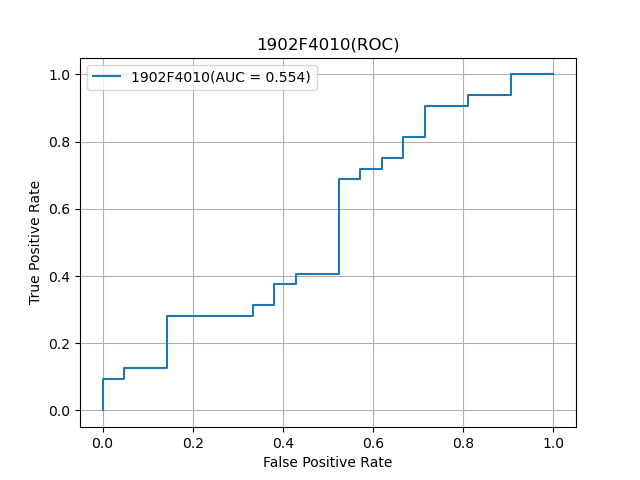 1902F4010(ROC)
1902F4010(AUC = 0.554)
True Positive Rate
1.0
0.8
0.6
0.4
0.2
0.0
0.0 0.2 0.4 0.6 0.8 1.0
False Positive Rate